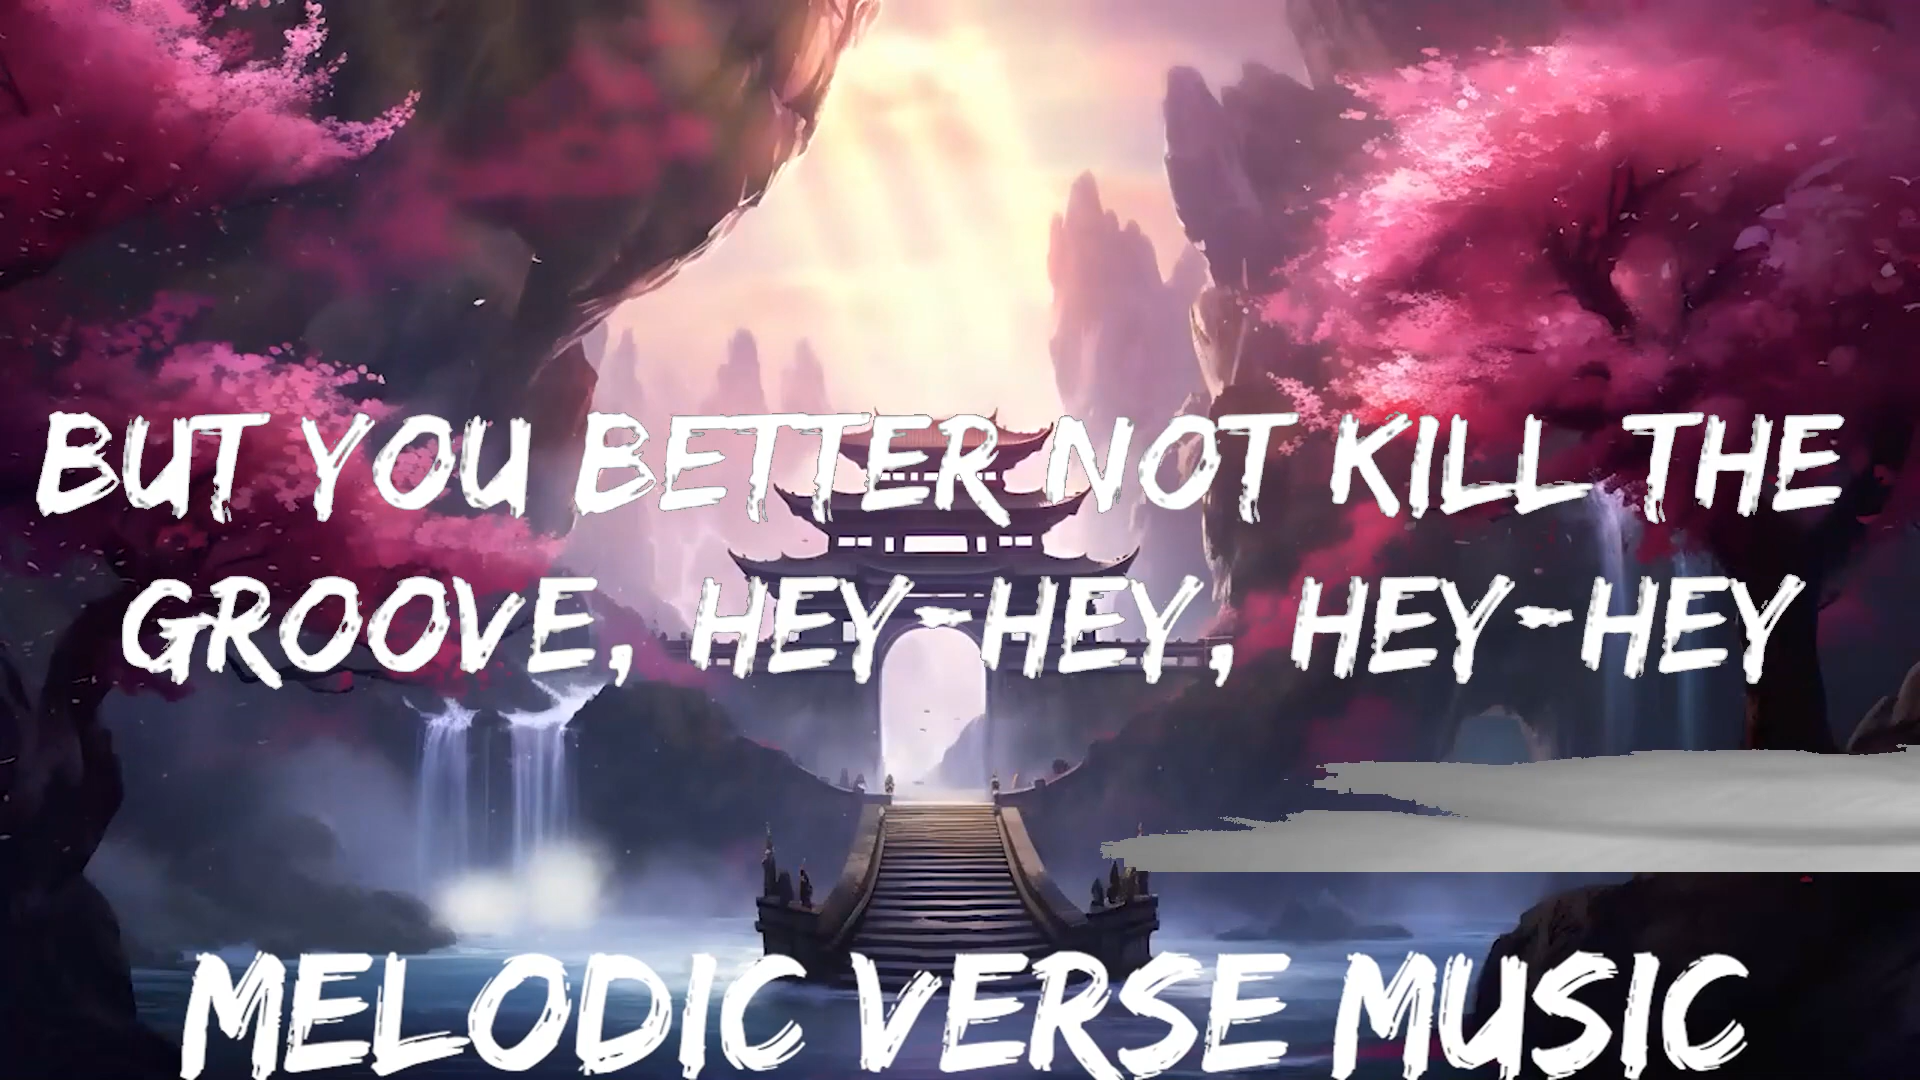 BUT YOU BETTER NOT KILL THE
GROOVE, HEY-HEY, HEY-HEY
MELODIC VERSE MUSIC